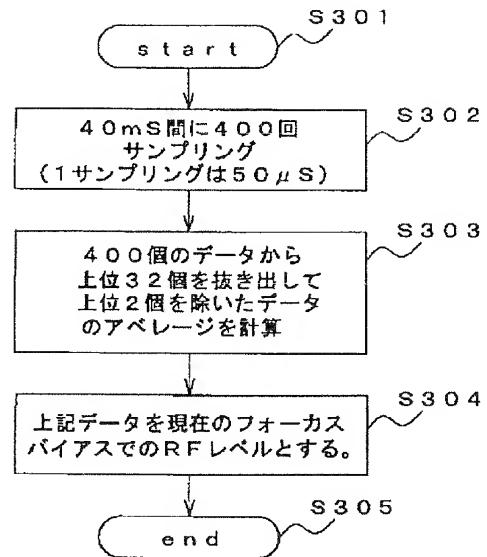 S301
start
S302
40mS間に400回
サンプリング
(1サンプリングは50μS)
S303
400個のデータから
上位32個を抜き出して
上位2個を除いたデータ
のアベレージを計算
S304
上記データを現在のフォーカス
バイアスでのRFレベルとする。
S305
end